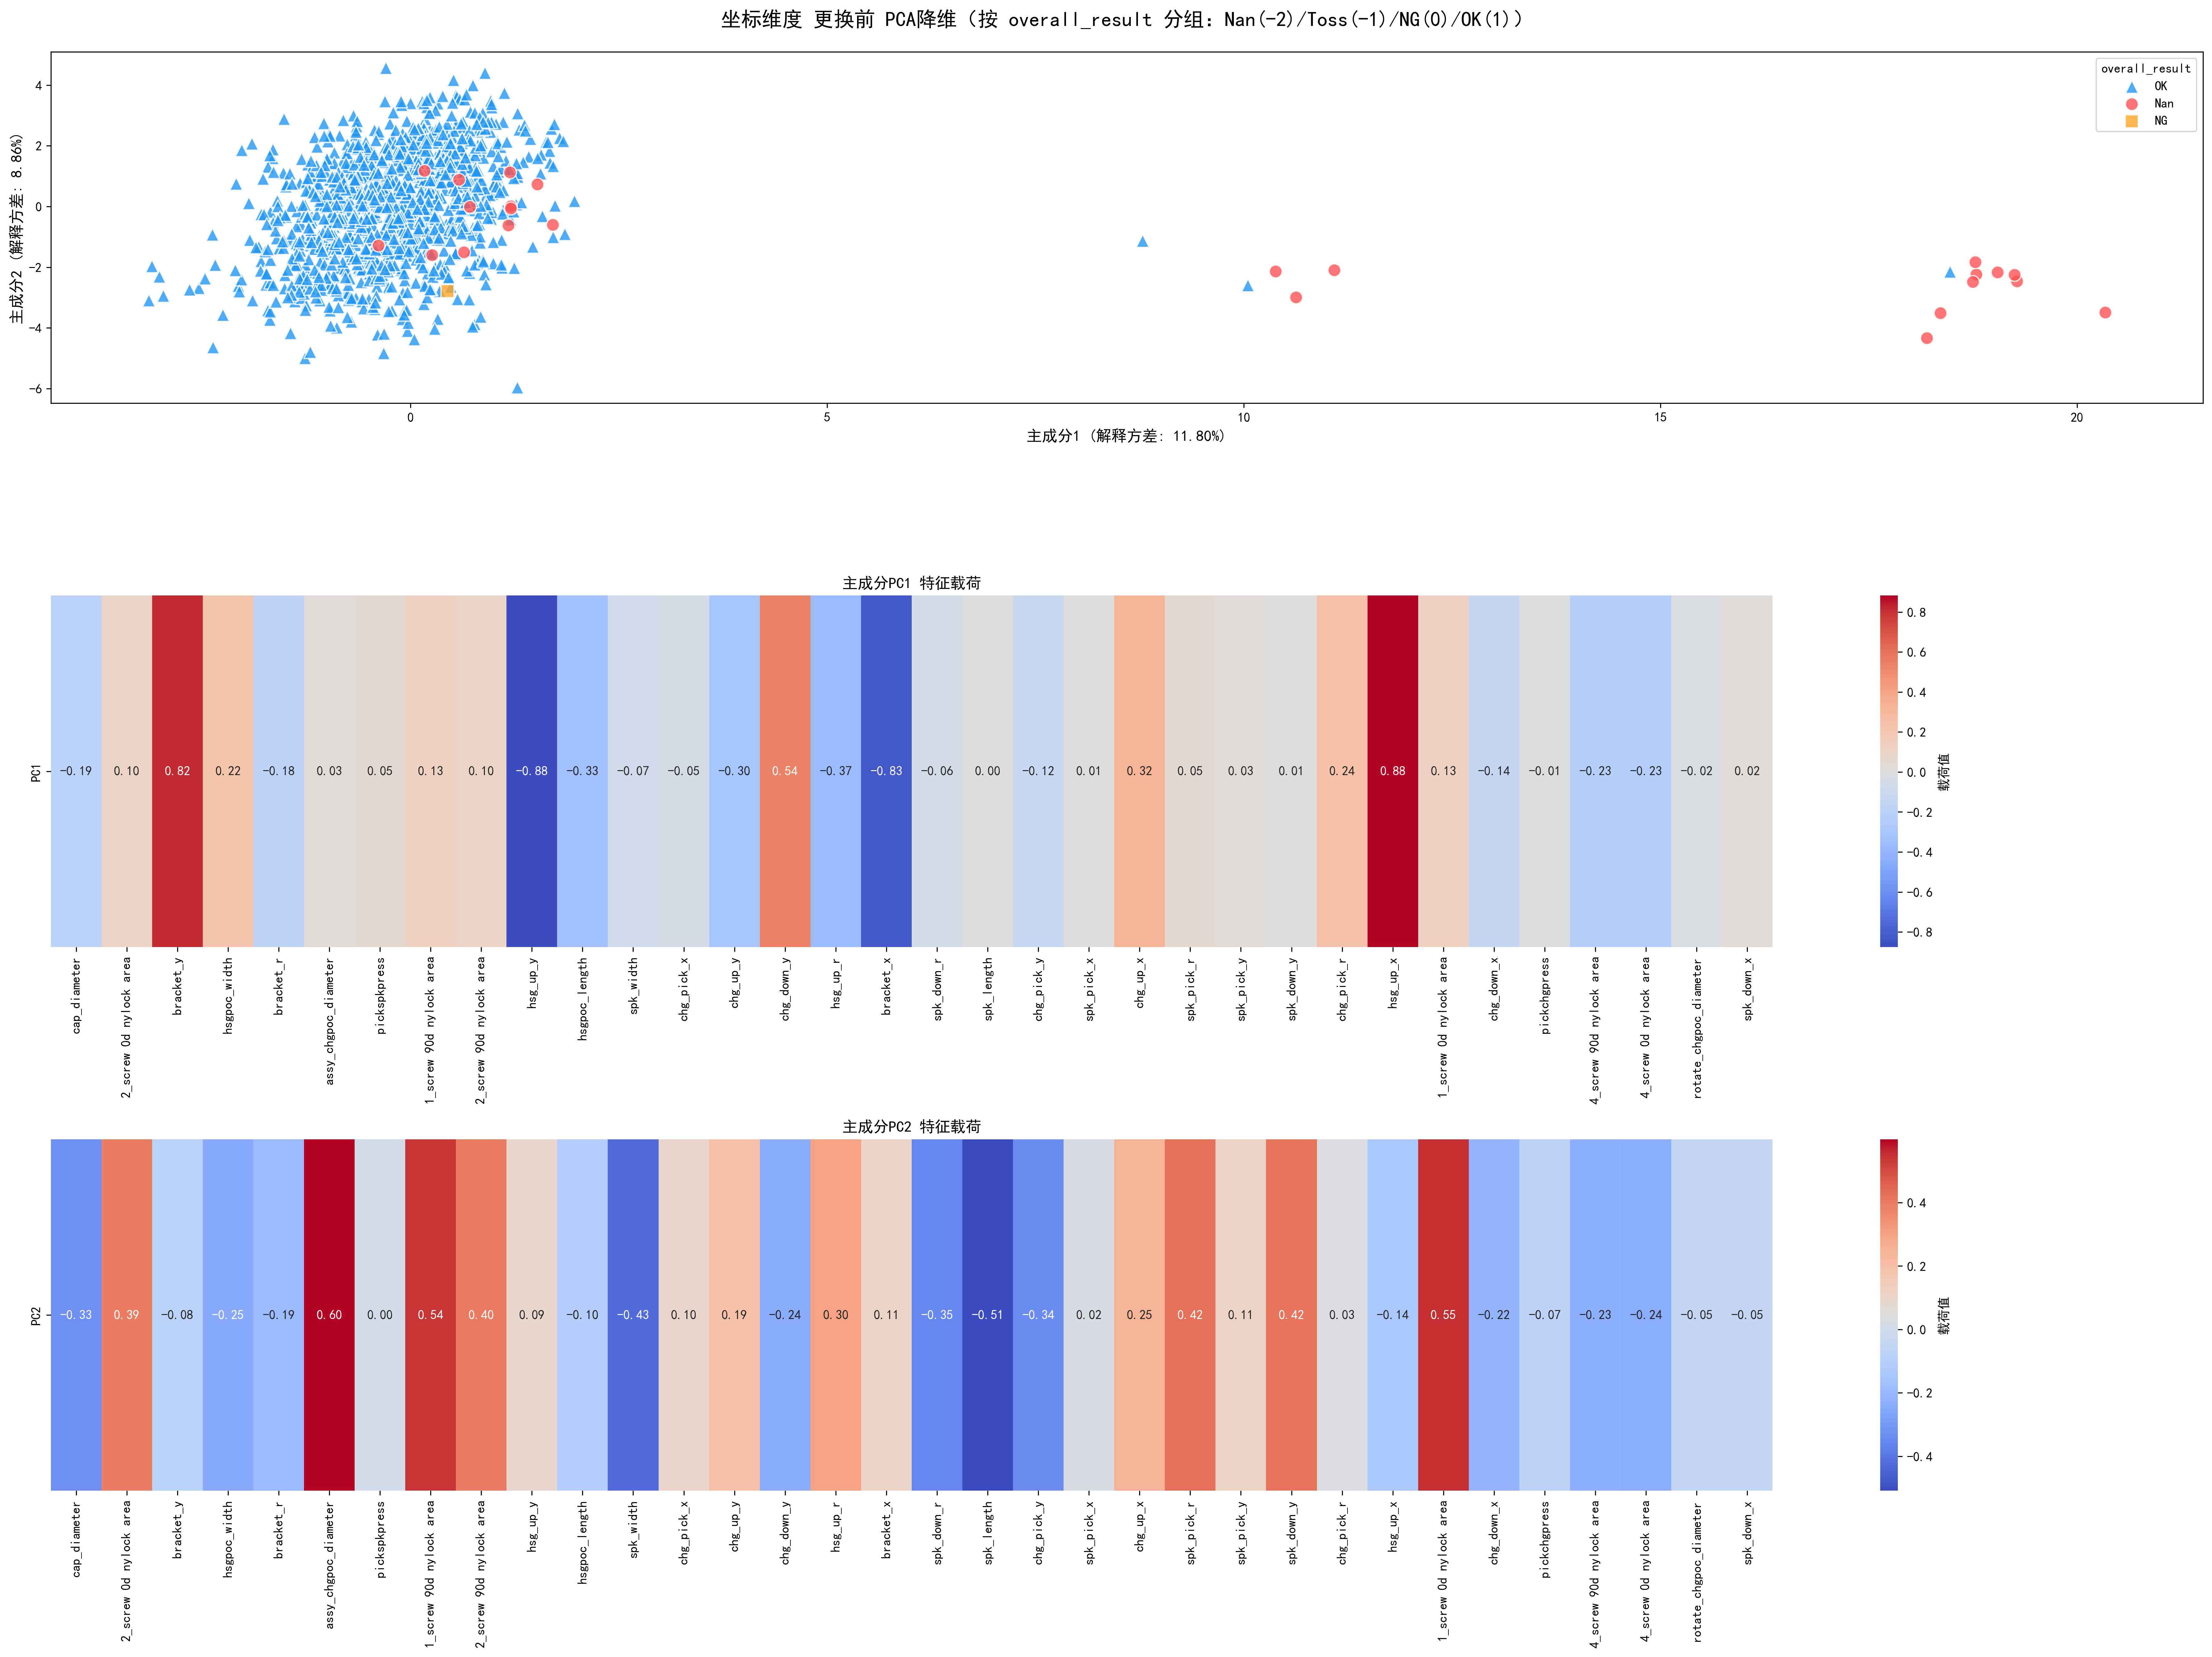 坐标维度 更换前 PCA降维（按 overall_result 分组：Nan(-2)/Toss(-1)/NG(0)/OK(1)）
overall_result
OK
Nan
NG
主成分2 (解释方差: 8.86%)
4
2
0
−2
−4
−6
0
5
10
15
20
主成分1 (解释方差: 11.80%)
主成分PC1 特征载荷
PC1
−0.19 0.10 0.82 0.22 −0.18 0.03 0.05 0.13 0.10 −0.88 −0.33 −0.07 −0.05 −0.30 0.54 −0.37 −0.83 −0.06 0.00 −0.12 0.01 0.32 0.05 0.03 0.01 0.24 0.88 0.13 −0.14 −0.01 −0.23 −0.23 −0.02 0.02
cap_diameter
2_screw 0d nylock area
bracket_y
hsgpoc_width
bracket_r
assy_chgpoc_diameter
pickspkpress
1_screw 90d nylock area
2_screw 90d nylock area
hsg_up_y
hsgpoc_length
spk_width
chg_pick_x
chg_up_y
chg_down_y
hsg_up_r
bracket_x
spk_down_r
spk_length
chg_pick_y
spk_pick_x
chg_up_x
spk_pick_r
spk_pick_y
spk_down_y
chg_pick_r
hsg_up_x
1_screw 0d nylock area
chg_down_x
pickchgpress
4_screw 90d nylock area
4_screw 0d nylock area
rotate_chgpoc_diameter
spk_down_x
0.8
0.6
0.4
0.2
0.0
−0.2
−0.4
−0.6
−0.8
载荷值
主成分PC2 特征载荷
PC2
−0.33 0.39 −0.08 −0.25 −0.19 0.60 0.00 0.54 0.40 0.09 −0.10 −0.43 0.10 0.19 −0.24 0.30 0.11 −0.35 −0.51 −0.34 0.02 0.25 0.42 0.11 0.42 0.03 −0.14 0.55 −0.22 −0.07 −0.23 −0.24 −0.05 −0.05
cap_diameter
2_screw 0d nylock area
bracket_y
hsgpoc_width
bracket_r
assy_chgpoc_diameter
pickspkpress
1_screw 90d nylock area
2_screw 90d nylock area
hsg_up_y
hsgpoc_length
spk_width
chg_pick_x
chg_up_y
chg_down_y
hsg_up_r
bracket_x
spk_down_r
spk_length
chg_pick_y
spk_pick_x
chg_up_x
spk_pick_r
spk_pick_y
spk_down_y
chg_pick_r
hsg_up_x
1_screw 0d nylock area
chg_down_x
pickchgpress
4_screw 90d nylock area
4_screw 0d nylock area
rotate_chgpoc_diameter
spk_down_x
0.4
0.2
0.0
−0.2
−0.4
载荷值